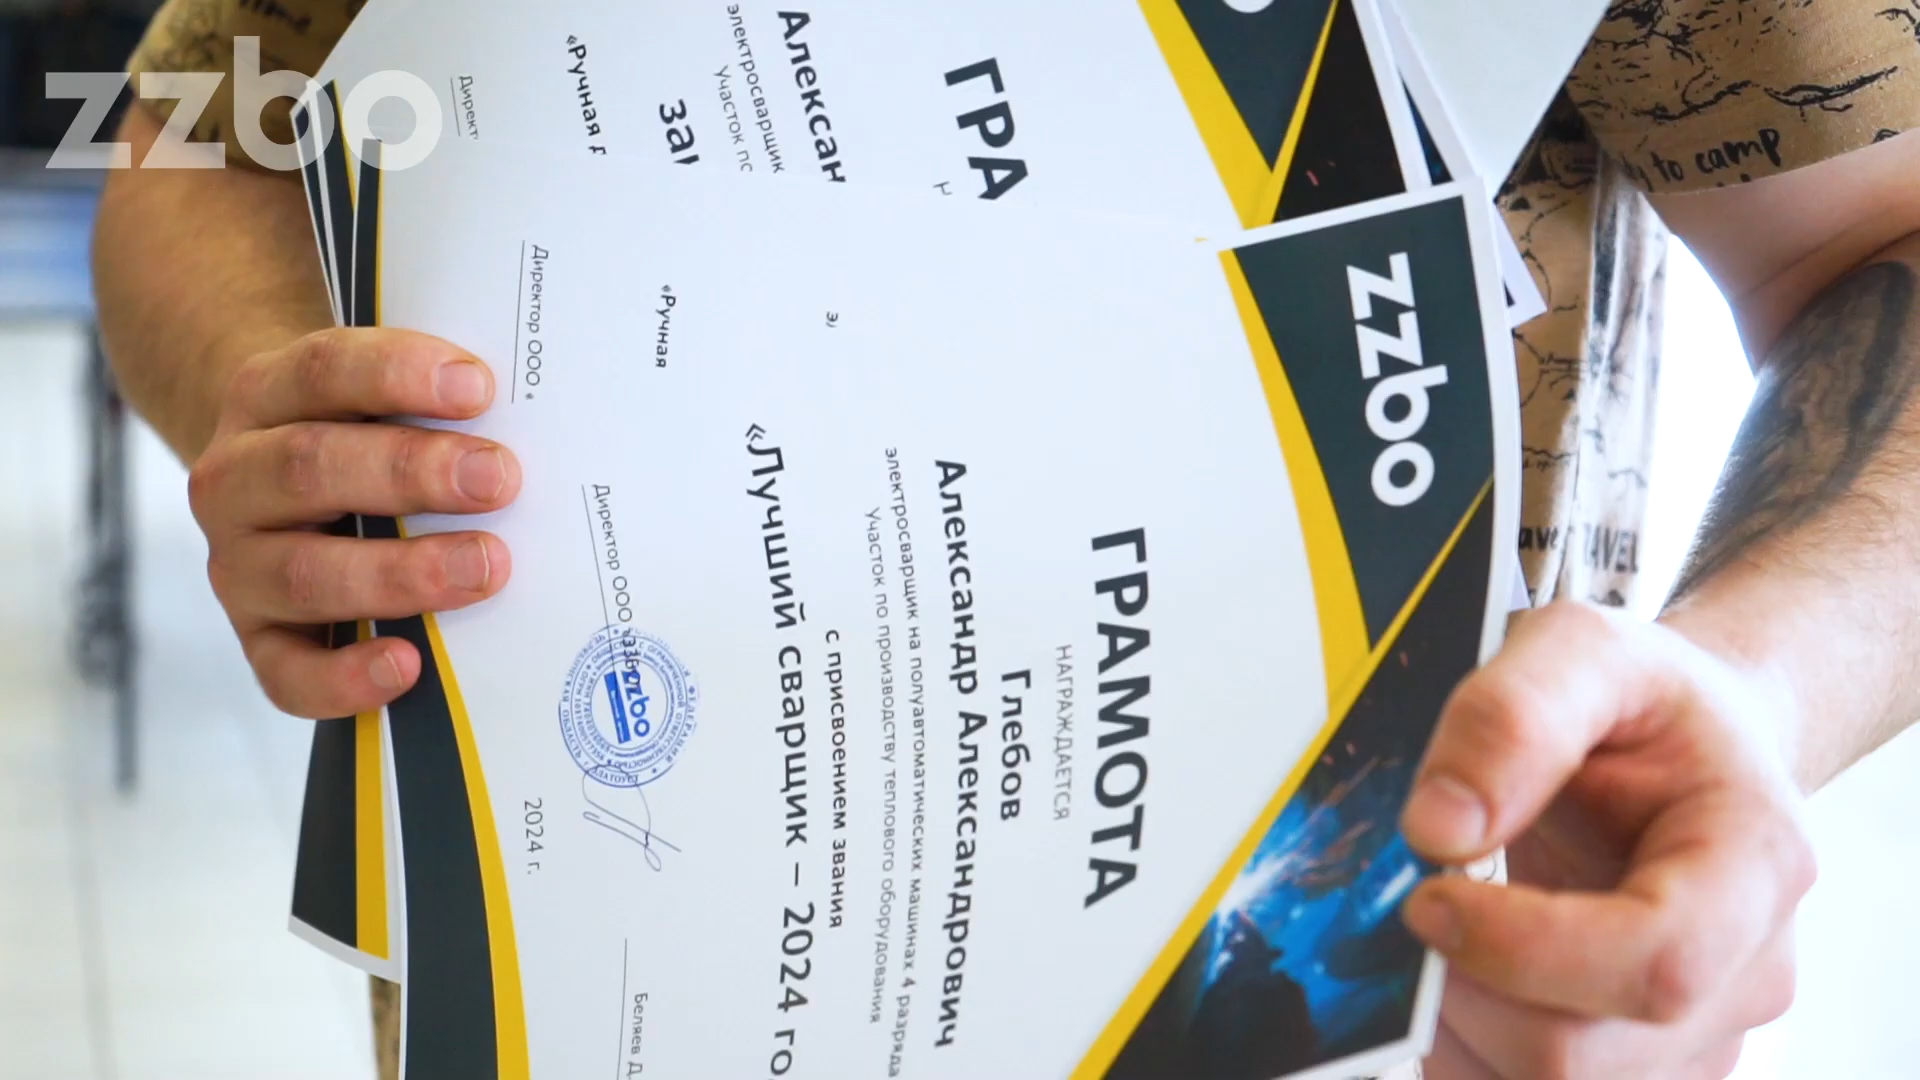 zzbo
ГРА
Н
Алексан
электросварщик
Участок по
за
«Ручная д
Директ
zzbo
ГРАМОТА
НАГРАЖДАЕТСЯ
Глебов
Александр Александрович
электросварщик на полуавтоматических машинах 4 разряда
Участок по производству теплового оборудования
с присвоением звания
«Лучший сварщик – 2024 го
Директор ООО
zzbo
Беляев Д.
2024 г.
«Ручная
Директор ООО «
to camp